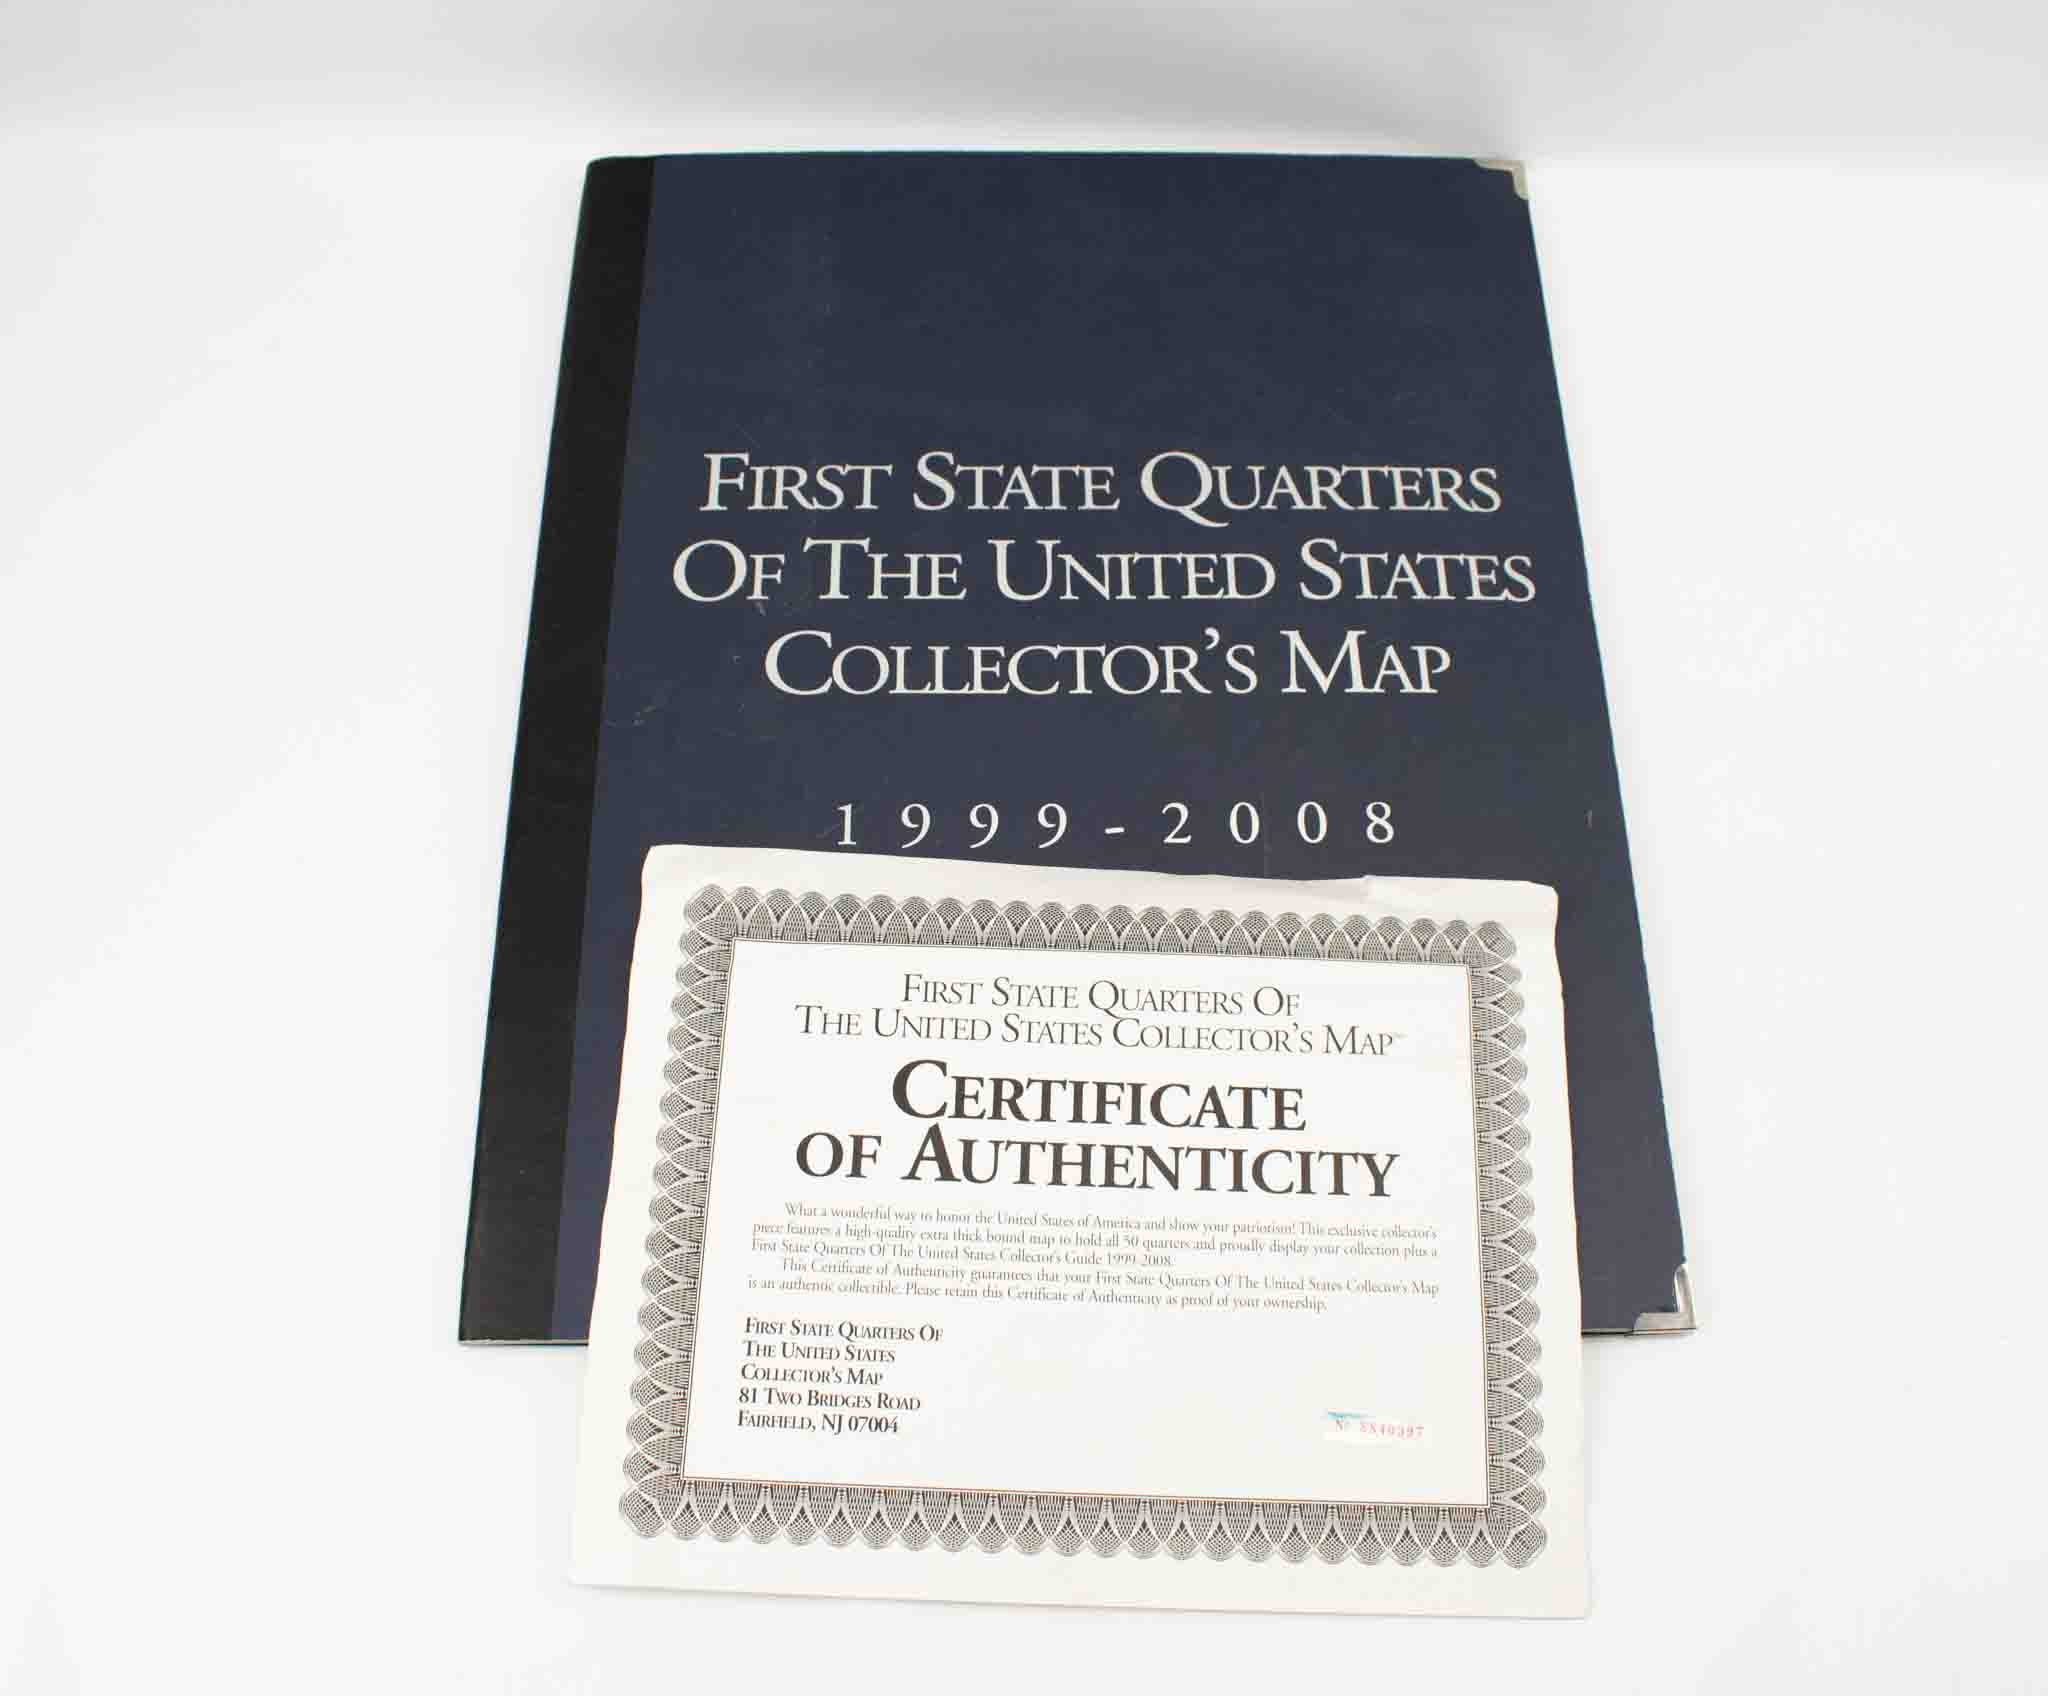 First State Quarters
Of The United States
Collector's Map
1999-2008
First State Quarters Of
The United States Collector's Map
Certificate
of Authenticity
What a wonderful way to honor the United States of America and show your patriotism! This exclusive collector's
piece features a high-quality extra thick bound map to hold all 50 quarters and proudly display your collection plus a
First State Quarters Of The United States Collector's Guide 1999-2008.
This Certificate of Authenticity guarantees that your First State Quarters Of The United States Collector's Map
is an authentic collectible. Please retain this Certificate of Authenticity as proof of your ownership.
First State Quarters Of
The United States
Collector's Map
81 Two Bridges Road
Fairfield, NJ 07004